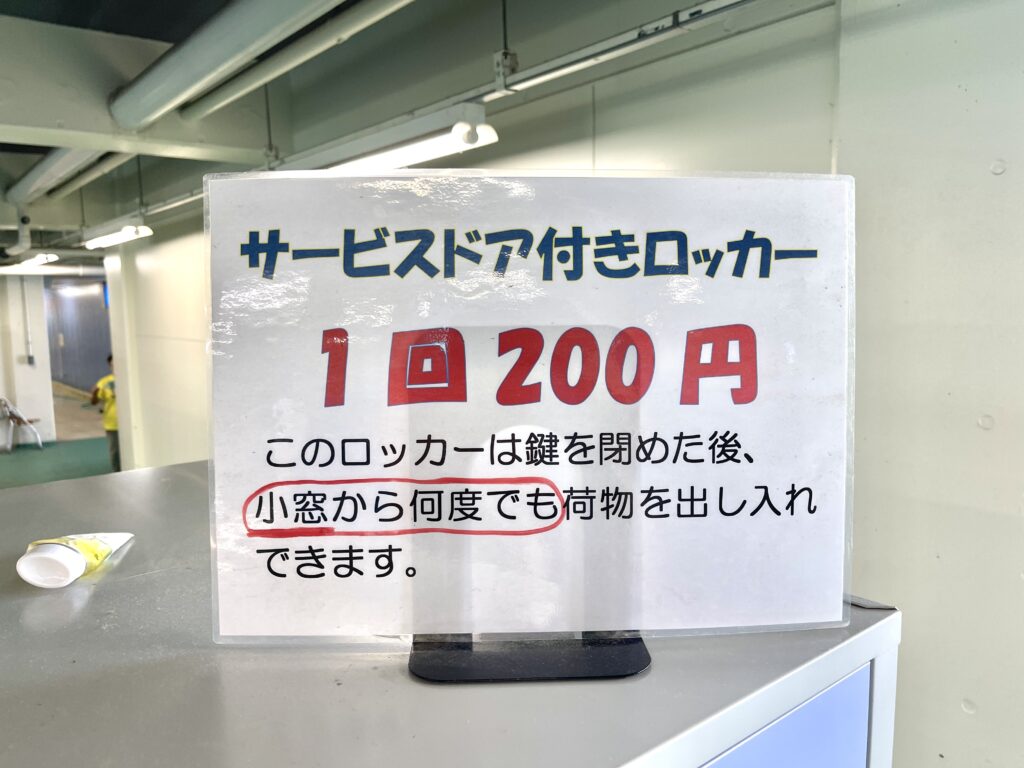 サービスドア付きロッカー
1回200円
このロッカーは鍵を閉めた後、
小窓から何度でも荷物を出し入れ
できます。